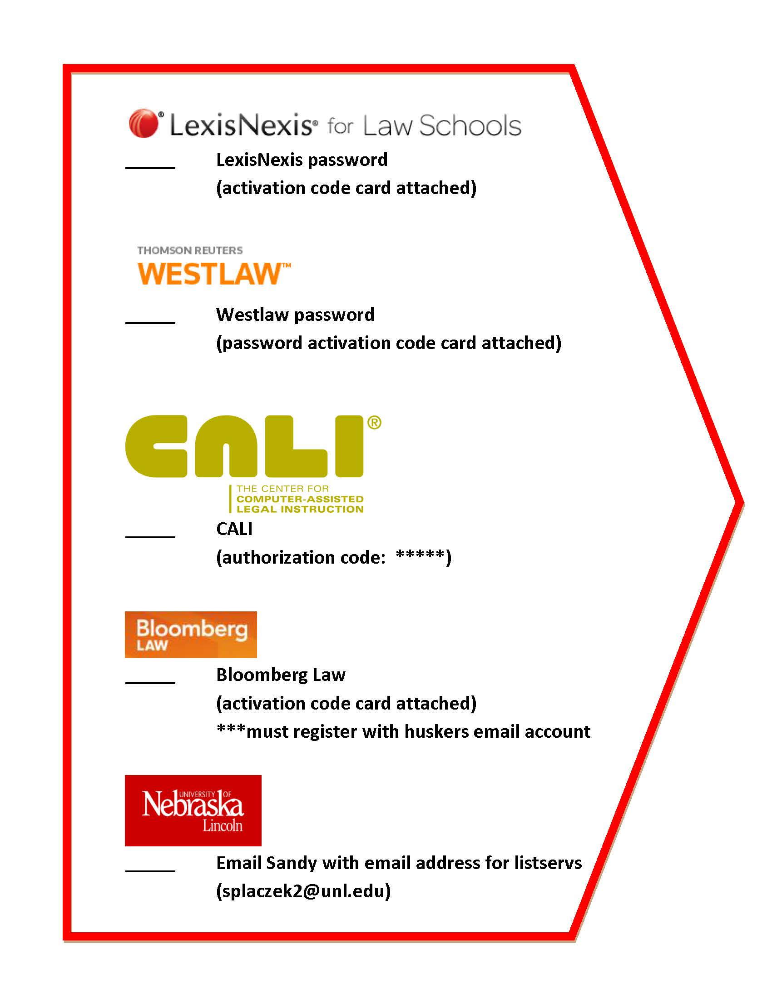 LexisNexis® for Law Schools
_____ LexisNexis password
(activation code card attached)
THOMSON REUTERS
WESTLAW™
_____ Westlaw password
(password activation code card attached)
CALI®
THE CENTER FOR
COMPUTER-ASSISTED
LEGAL INSTRUCTION
_____ CALI
(authorization code:  *****)
Bloomberg
LAW
_____ Bloomberg Law
(activation code card attached)
***must register with huskers email account
UNIVERSITY OF
Nebraska
Lincoln
_____ Email Sandy with email address for listservs
(splaczek2@unl.edu)